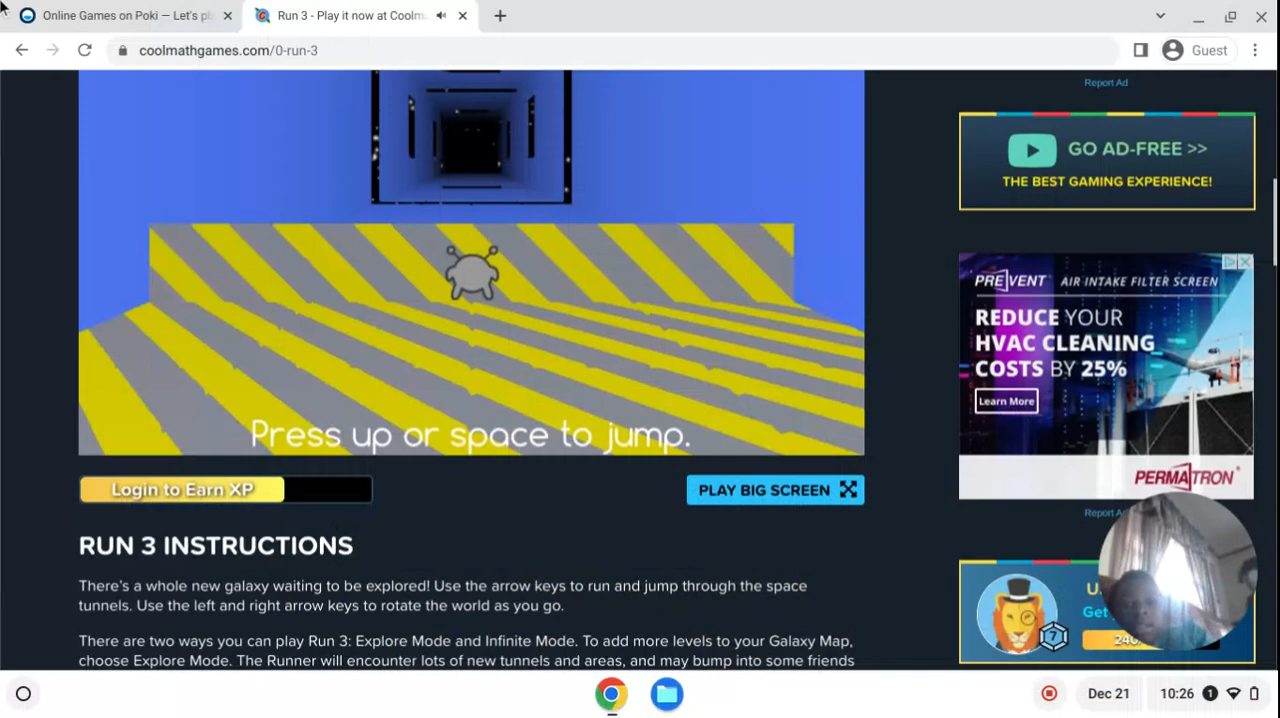 Online Games on Poki — Let's pl
Run 3 - Play it now at Coolma
coolmathgames.com/0-run-3
Guest
Report Ad
GO AD-FREE >>
THE BEST GAMING EXPERIENCE!
PREVENT AIR INTAKE FILTER SCREEN
REDUCE YOUR
HVAC CLEANING
COSTS BY 25%
Learn More
PERMATRON
Press up or space to jump.
Login to Earn XP
PLAY BIG SCREEN
Report Ad
RUN 3 INSTRUCTIONS
There's a whole new galaxy waiting to be explored! Use the arrow keys to run and jump through the space
tunnels. Use the left and right arrow keys to rotate the world as you go.
There are two ways you can play Run 3: Explore Mode and Infinite Mode. To add more levels to your Galaxy Map,
choose Explore Mode. The Runner will encounter lots of new tunnels and areas, and may bump into some friends
Get
7
240
Dec 21
10:26
1